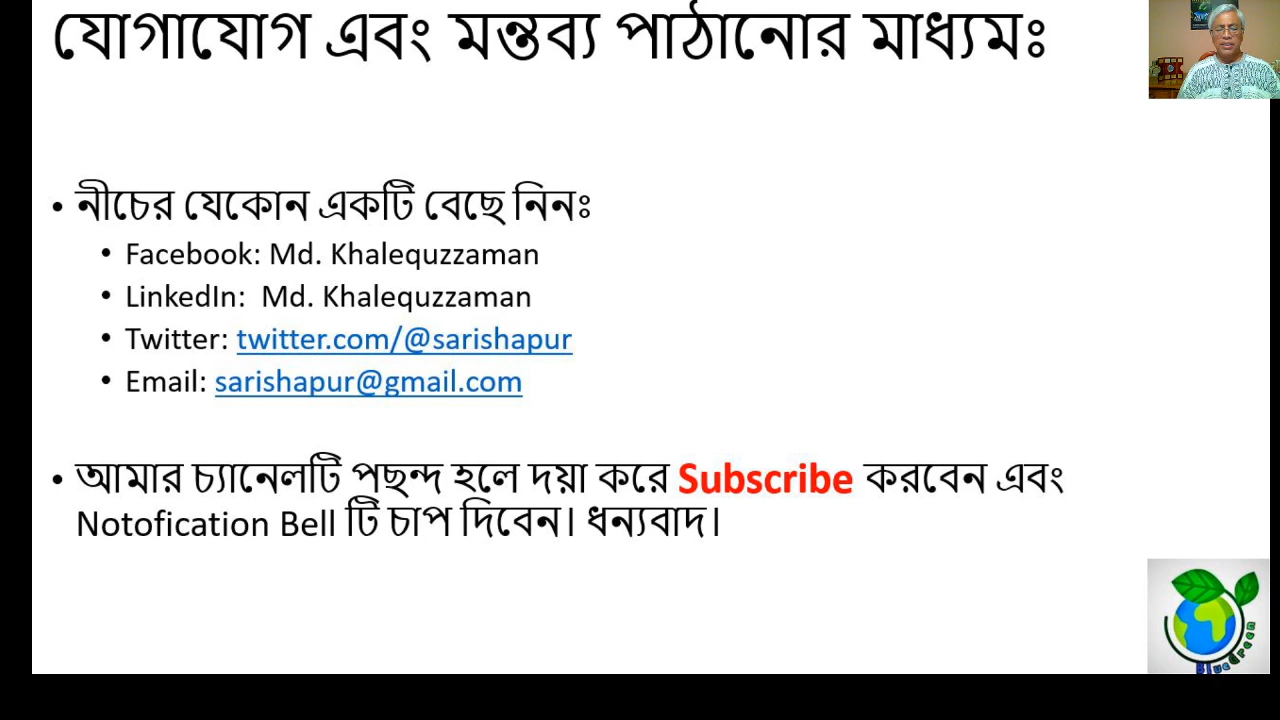 যোগাযোগ এবং মন্তব্য পাঠানোর মাধ্যমঃ
• নীচের যেকোন একটি বেছে নিনঃ
• Facebook: Md. Khalequzzaman
• LinkedIn: Md. Khalequzzaman
• Twitter: twitter.com/@sarishapur
• Email: sarishapur@gmail.com
• আমার চ্যানেলটি পছন্দ হলে দয়া করে Subscribe করবেন এবং
Notofication Bell টি চাপ দিবেন। ধন্যবাদ।
BlueGreen